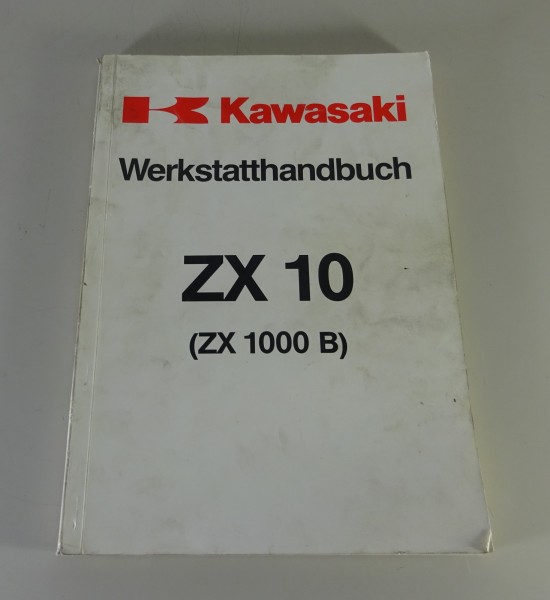 Kawasaki
Werkstatthandbuch
ZX 10
(ZX 1000 B)